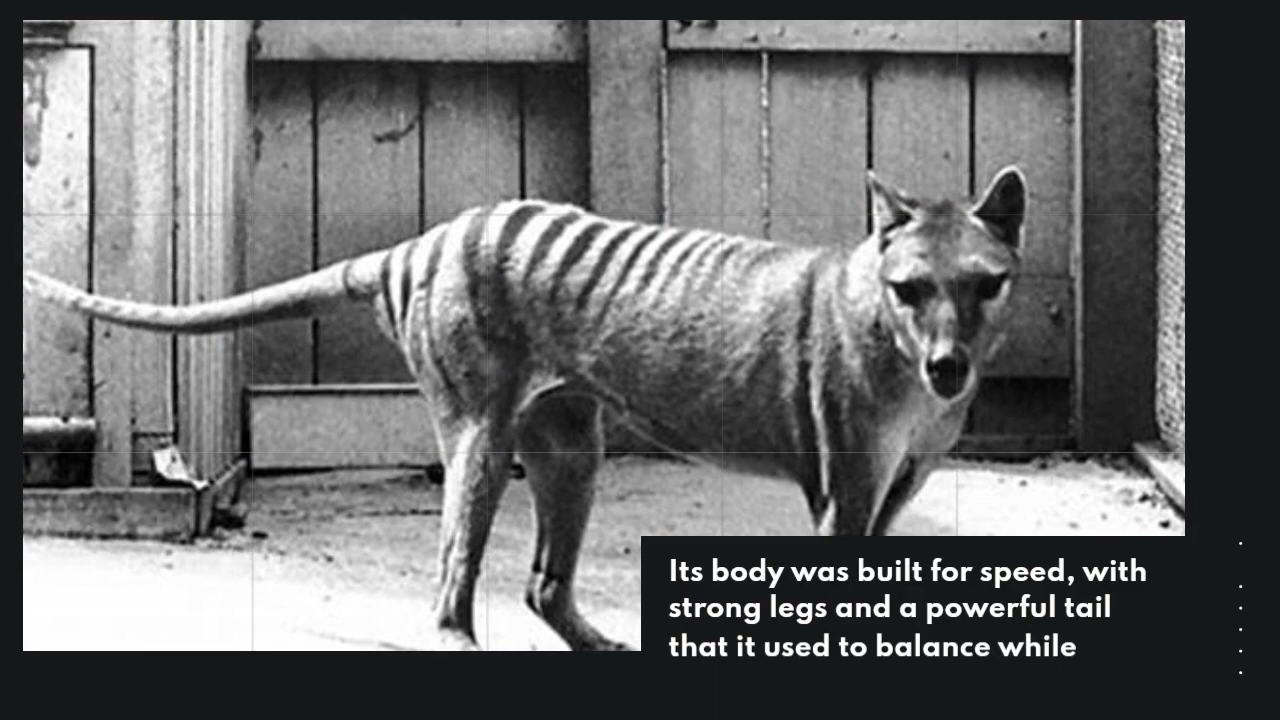 Its body was built for speed, with
strong legs and a powerful tail
that it used to balance while